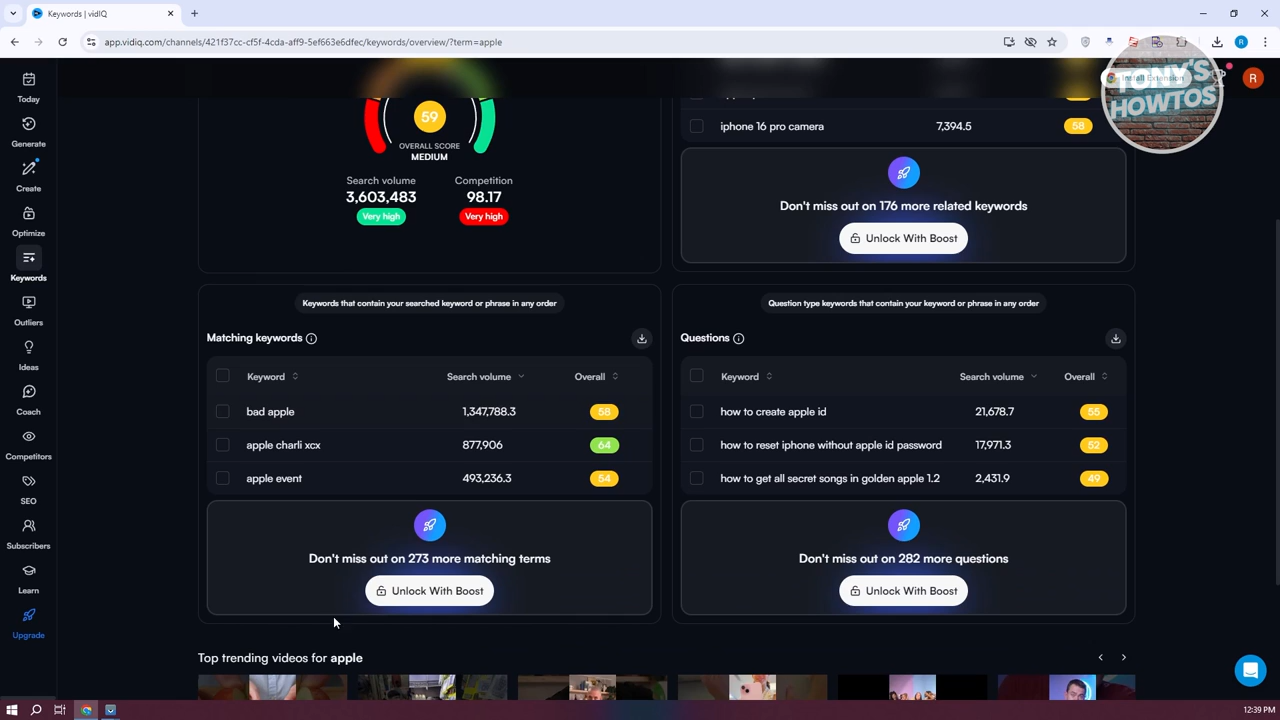 Keywords | vidIQ
app.vidiq.com/channels/421f37cc-cf5f-4cda-aff9-5ef663e6dfec/keywords/overview/?term=apple
R
Install Extension
TONY'S
HOWTOS
R
Today
Generate
Create
Optimize
Keywords
Outliers
Ideas
Coach
Competitors
SEO
Subscribers
Learn
Upgrade
59
OVERALL SCORE
MEDIUM
Search volume
Competition
3,603,483
98.17
Very high
Very high
iphone 16 pro camera
7,394.5
58
Don't miss out on 176 more related keywords
Unlock With Boost
Keywords that contain your searched keyword or phrase in any order
Matching keywords
Keyword
Search volume
Overall
bad apple
1,347,788.3
58
apple charli xcx
877,906
64
apple event
493,236.3
54
Don't miss out on 273 more matching terms
Unlock With Boost
Question type keywords that contain your keyword or phrase in any order
Questions
Keyword
Search volume
Overall
how to create apple id
21,678.7
55
how to reset iphone without apple id password
17,971.3
52
how to get all secret songs in golden apple 1.2
2,431.9
49
Don't miss out on 282 more questions
Unlock With Boost
Top trending videos for apple
12:39 PM